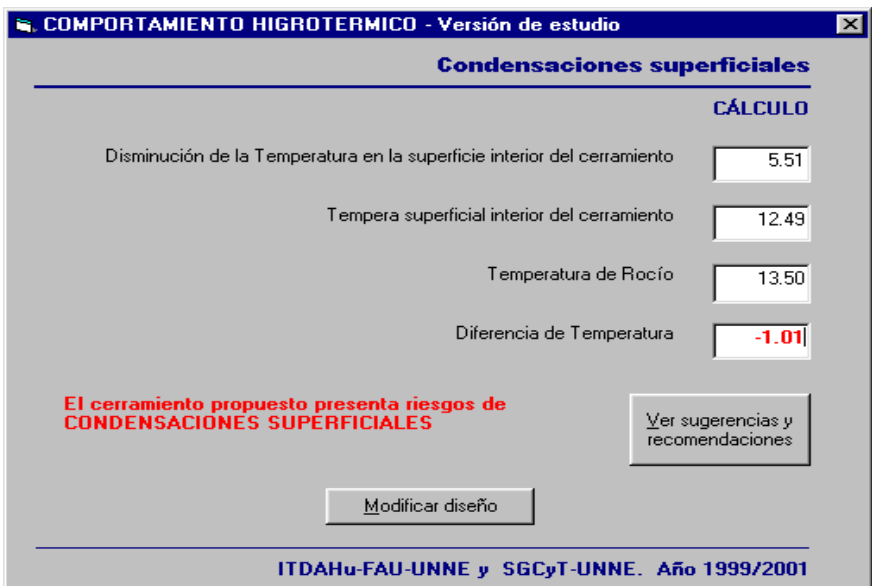 COMPORTAMIENTO HIGROTERMICO - Versión de estudio
Condensaciones superficiales
CÁLCULO
Disminución de la Temperatura en la superficie interior del cerramiento 5.51
Tempera superficial interior del cerramiento 12.49
Temperatura de Rocío 13.50
Diferencia de Temperatura -1.01
El cerramiento propuesto presenta riesgos de
CONDENSACIONES SUPERFICIALES
Ver sugerencias y
recomendaciones
Modificar diseño
ITDAHu-FAU-UNNE y SGCyT-UNNE. Año 1999/2001